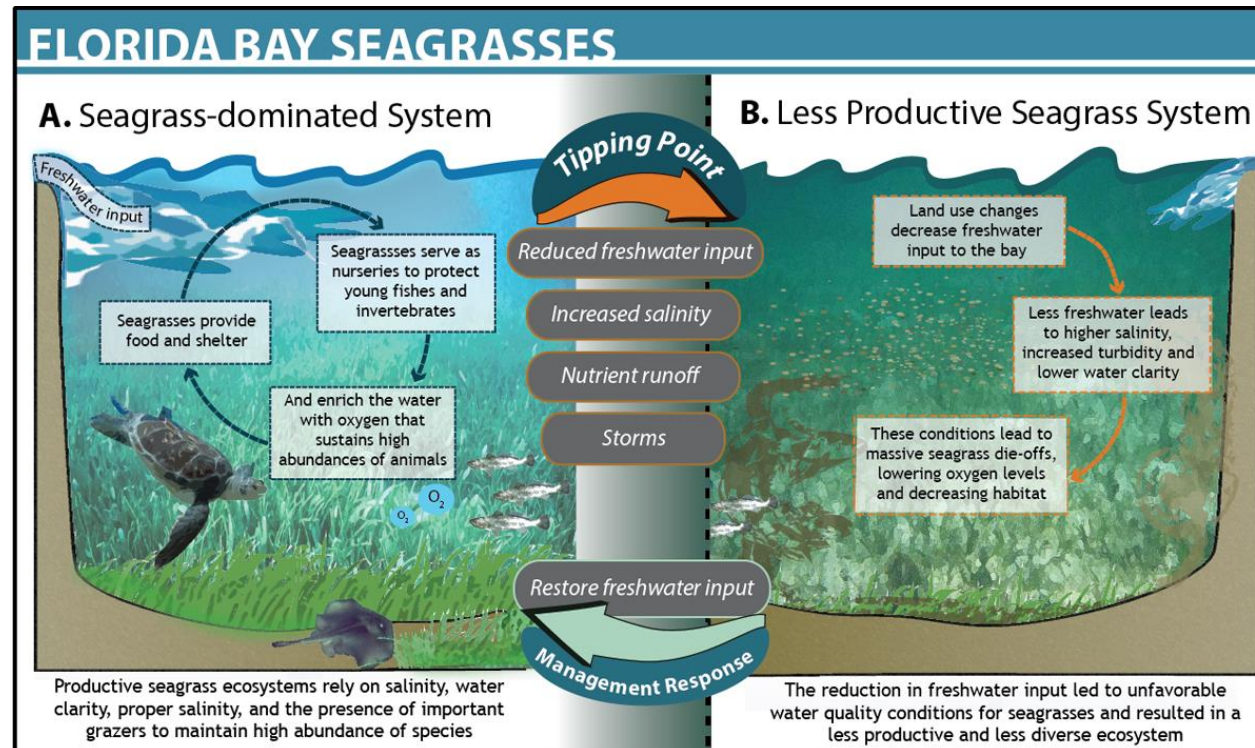 FLORIDA BAY SEAGRASSES
A. Seagrass-dominated System
Freshwater input
Seagrassses serve as
nurseries to protect
young fishes and
invertebrates
Seagrasses provide
food and shelter
And enrich the water
with oxygen that
sustains high
abundances of animals
O2
O2
Productive seagrass ecosystems rely on salinity, water
clarity, proper salinity, and the presence of important
grazers to maintain high abundance of species
Tipping Point
Reduced freshwater input
Increased salinity
Nutrient runoff
Storms
Restore freshwater input
Management Response
B. Less Productive Seagrass System
Land use changes
decrease freshwater
input to the bay
Less freshwater leads
to higher salinity,
increased turbidity and
lower water clarity
These conditions lead to
massive seagrass die-offs,
lowering oxygen levels
and decreasing habitat
The reduction in freshwater input led to unfavorable
water quality conditions for seagrasses and resulted in a
less productive and less diverse ecosystem